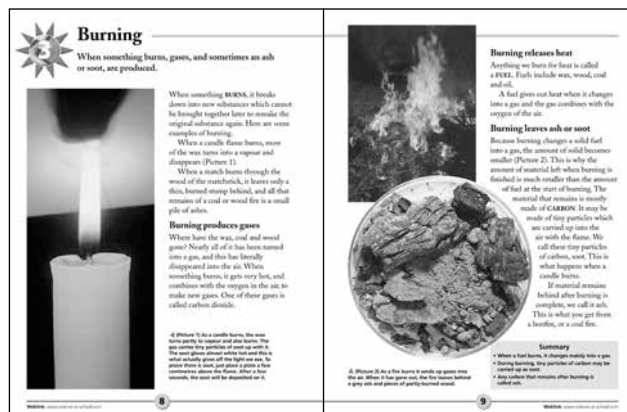 3
Burning
When something burns, gases, and sometimes an ash
or soot, are produced.
When something BURNS, it breaks
down into new substances which cannot
be brought together later to remake the
original substance again. Here are some
examples of burning.
When a candle flame burns, most
of the wax turns into a vapour and
disappears (Picture 1).
When a match burns through the
wood of the matchstick, it leaves only a
thin, burned stump behind, and all that
remains of a coal or wood fire is a small
pile of ashes.
Burning produces gases
Where have the wax, coal and wood
gone? Nearly all of it has been turned
into a gas, and this has literally
disappeared into the air. When
something burns, it gets very hot, and
combines with the oxygen in the air, to
make new gases. One of these gases is
called carbon dioxide.
(Picture 1) As a candle burns, the wax
turns partly to vapour and also burns. The
gas carries tiny particles of soot up with it.
The soot glows almost white hot and this is
what actually gives off the light we see. To
prove there is soot, just place a plate a few
centimetres above the flame. After a few
seconds, the soot will be deposited on it.
Weblink: www.science-at-school.com
8
Burning releases heat
Anything we burn for heat is called
a FUEL. Fuels include wax, wood, coal
and oil.
A fuel gives out heat when it changes
into a gas and the gas combines with the
oxygen of the air.
Burning leaves ash or soot
Because burning changes a solid fuel
into a gas, the amount of solid becomes
smaller (Picture 2). This is why the
amount of material left when burning is
finished is much smaller than the amount
of fuel at the start of burning. The
material that remains is mostly
made of CARBON. It may be
made of tiny particles which
are carried up into the
air with the flame. We
call these tiny particles
of carbon, soot. This is
what happens when a
candle burns.
If material remains
behind after burning is
complete, we call it ash.
This is what you get from
a bonfire, or a coal fire.
(Picture 2) As a fire burns it sends up gases into
the air. When it has gone out, the fire leaves behind
a grey ash and pieces of partly-burned wood.
Summary
• When a fuel burns, it changes mainly into a gas
• During burning, tiny particles of carbon may be
carried up as soot.
• Any carbon that remains after burning is
called ash.
9
Weblink: www.science-at-school.com